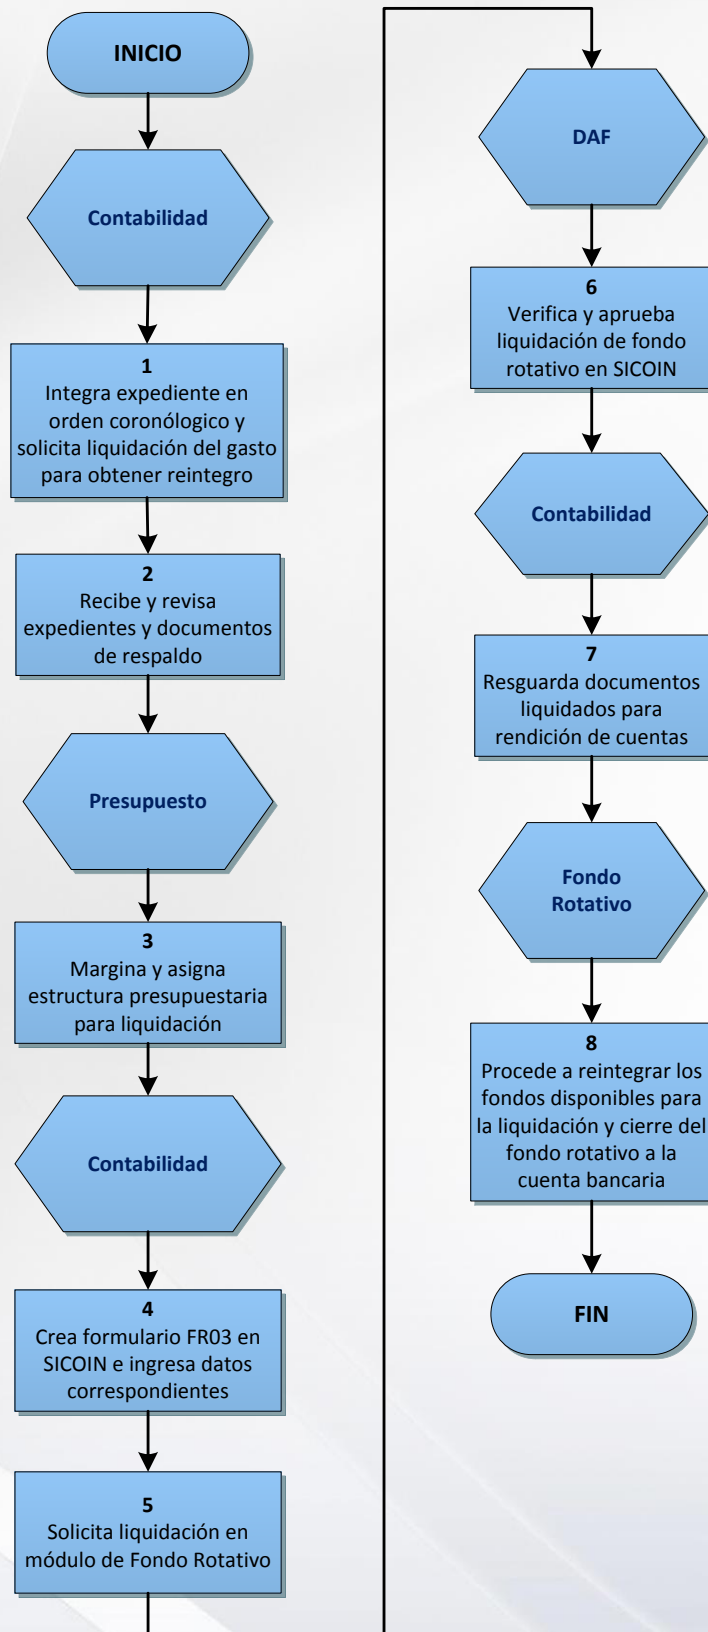 INICIO
Contabilidad
1
Integra expediente en
orden coronólogico y
solicita liquidación del gasto
para obtener reintegro
2
Recibe y revisa
expedientes y documentos
de respaldo
Presupuesto
3
Margina y asigna
estructura presupuestaria
para liquidación
Contabilidad
4
Crea formulario FR03 en
SICOIN e ingresa datos
correspondientes
5
Solicita liquidación en
módulo de Fondo Rotativo
DAF
6
Verifica y aprueba
liquidación de fondo
rotativo en SICOIN
Contabilidad
7
Resguarda documentos
liquidados para
rendición de cuentas
Fondo
Rotativo
8
Procede a reintegrar los
fondos disponibles para
la liquidación y cierre del
fondo rotativo a la
cuenta bancaria
FIN